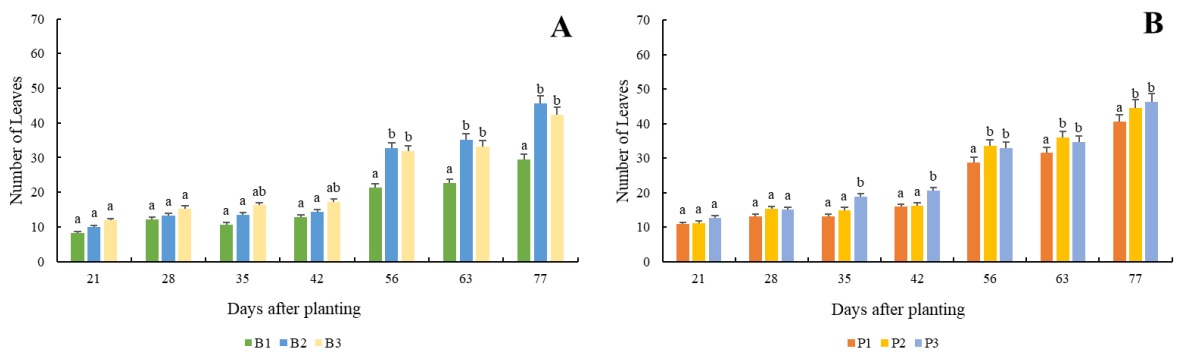 A
70
60
50
40
30
20
10
0
Number of Leaves
a a a
a a a
a a ab
a a ab
a b b
a b b
a b b
21 28 35 42 56 63 77
Days after planting
B1 B2 B3
B
70
60
50
40
30
20
10
0
Number of Leaves
a a a
a a a
a a b
a a b
a b b
a b b
a b b
21 28 35 42 56 63 77
Days after planting
P1 P2 P3